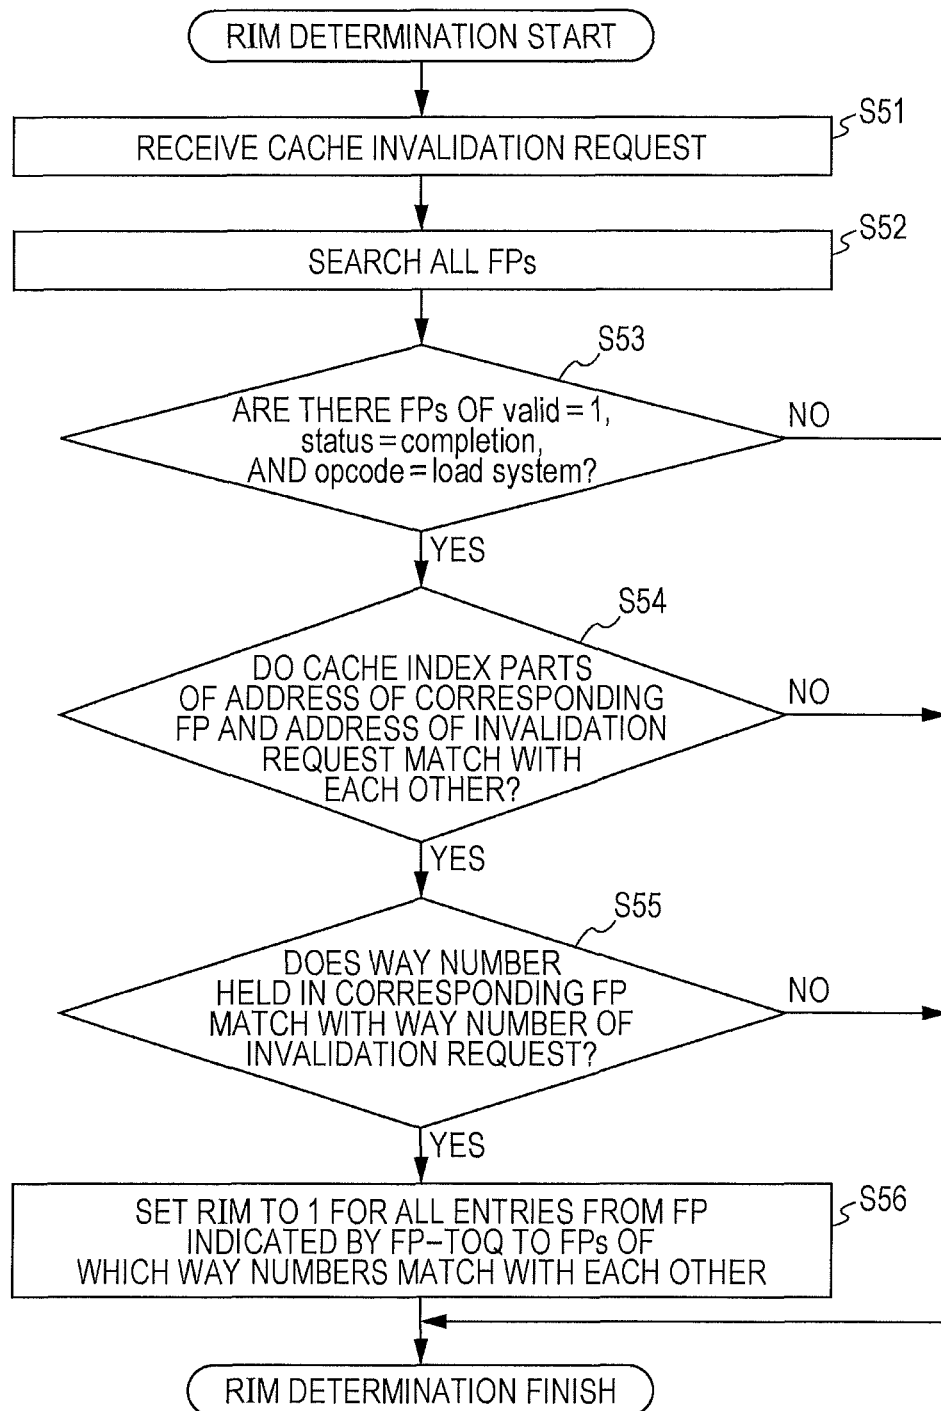 RIM DETERMINATION START
S51
RECEIVE CACHE INVALIDATION REQUEST
S52
SEARCH ALL FPs
S53
ARE THERE FPs OF valid=1,
status=completion,
AND opcode=load system?
NO
YES
S54
DO CACHE INDEX PARTS
OF ADDRESS OF CORRESPONDING
FP AND ADDRESS OF INVALIDATION
REQUEST MATCH WITH
EACH OTHER?
NO
YES
S55
DOES WAY NUMBER
HELD IN CORRESPONDING FP
MATCH WITH WAY NUMBER OF
INVALIDATION REQUEST?
NO
YES
S56
SET RIM TO 1 FOR ALL ENTRIES FROM FP
INDICATED BY FP-TOQ TO FPs OF
WHICH WAY NUMBERS MATCH WITH EACH OTHER
RIM DETERMINATION FINISH